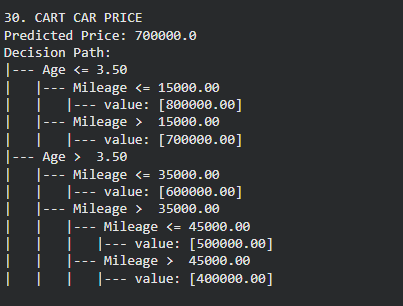 30. CART CAR PRICE
Predicted Price: 700000.0
Decision Path:
|--- Age <= 3.50
|   |--- Mileage <= 15000.00
|   |   |--- value: [800000.00]
|   |--- Mileage >  15000.00
|   |   |--- value: [700000.00]
|--- Age >  3.50
|   |--- Mileage <= 35000.00
|   |   |--- value: [600000.00]
|   |--- Mileage >  35000.00
|   |   |--- Mileage <= 45000.00
|   |   |   |--- value: [500000.00]
|   |   |--- Mileage >  45000.00
|   |   |   |--- value: [400000.00]